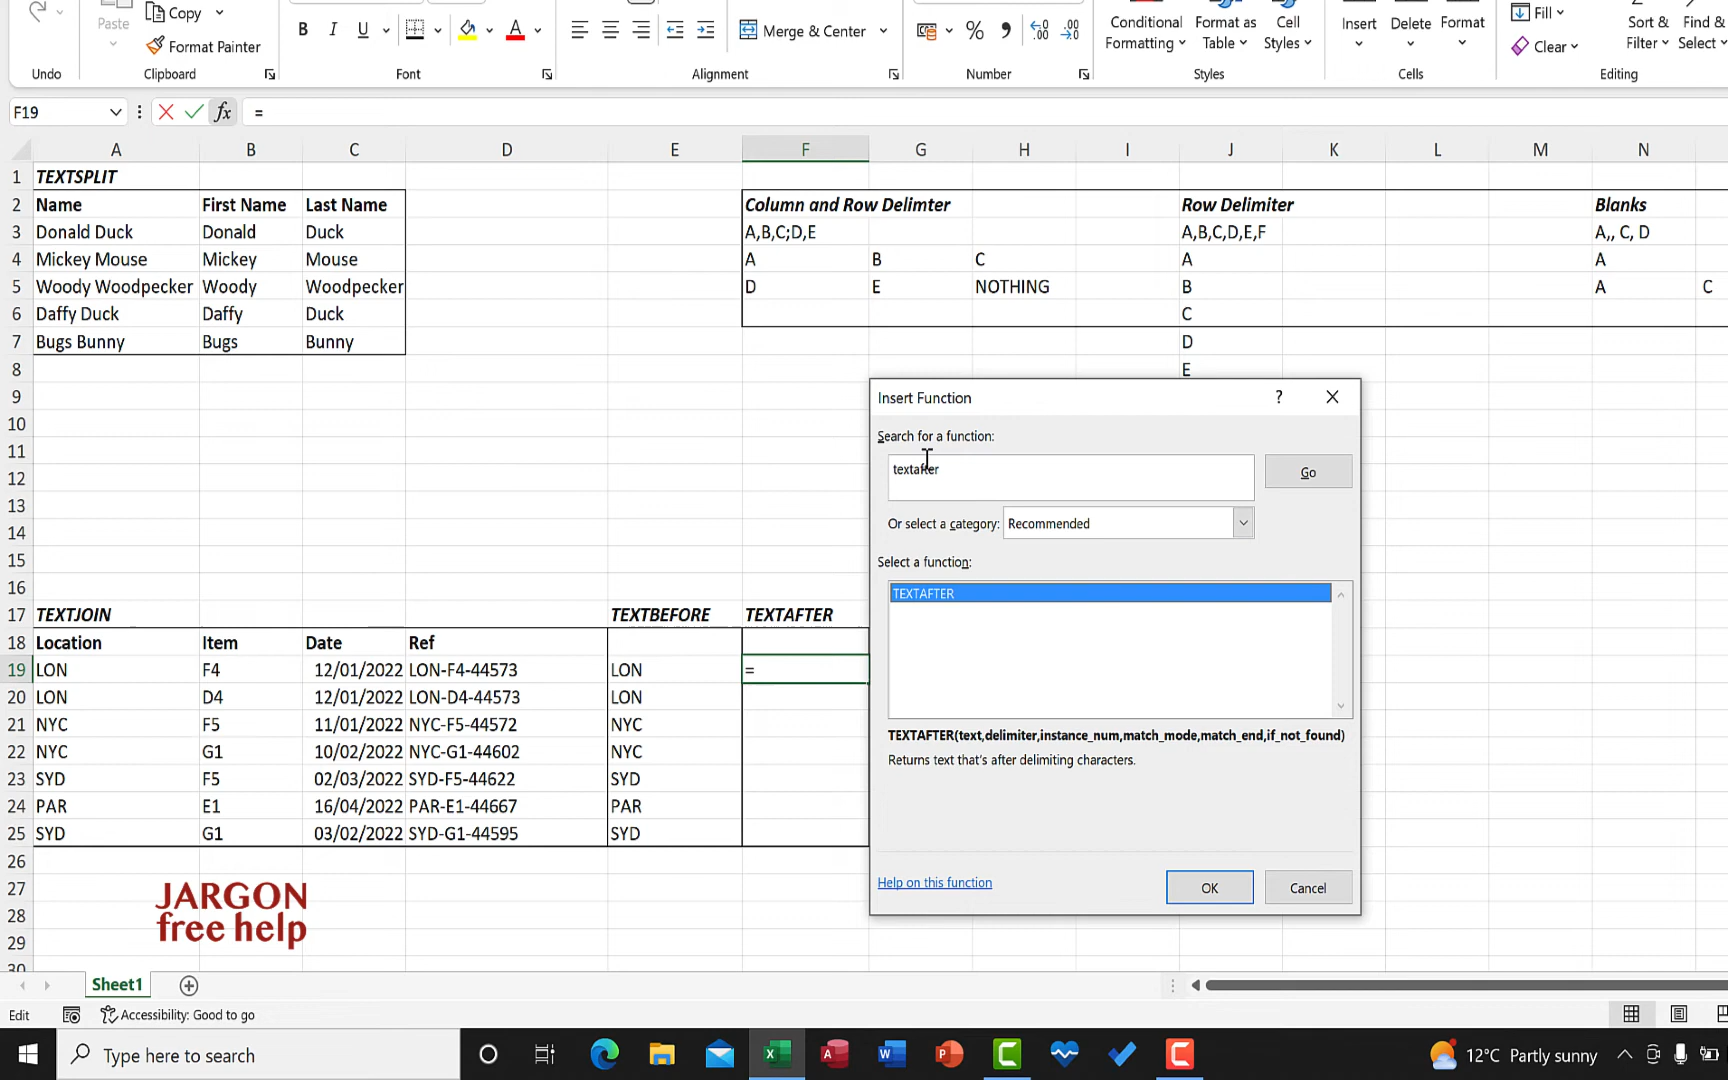 Paste
Copy
Format Painter
B I U
A
Merge & Center
%
Conditional Formatting
Format as Table
Cell Styles
Insert
Delete
Format
Fill
Clear
Sort & Filter
Find & Select
Undo
Clipboard
Font
Alignment
Number
Styles
Cells
Editing
F19
fx
=
A B C D E F G H I J K L M N
1 TEXTSPLIT
2 Name First Name Last Name Column and Row Delimter Row Delimiter Blanks
3 Donald Duck Donald Duck A,B,C;D,E A,B,C,D,E,F A,, C, D
4 Mickey Mouse Mickey Mouse A B C A A
5 Woody Woodpecker Woody Woodpecker D E NOTHING B A C
6 Daffy Duck Daffy Duck C
7 Bugs Bunny Bugs Bunny D
8 E
9
10
11
12
13
14
15
16
17 TEXTJOIN TEXTBEFORE TEXTAFTER
18 Location Item Date Ref
19 LON F4 12/01/2022 LON-F4-44573 LON =
20 LON D4 12/01/2022 LON-D4-44573 LON
21 NYC F5 11/01/2022 NYC-F5-44572 NYC
22 NYC G1 10/02/2022 NYC-G1-44602 NYC
23 SYD F5 02/03/2022 SYD-F5-44622 SYD
24 PAR E1 16/04/2022 PAR-E1-44667 PAR
25 SYD G1 03/02/2022 SYD-G1-44595 SYD
26
27
28
29
30
Insert Function
?
Search for a function:
textafter
Go
Or select a category: Recommended
Select a function:
TEXTAFTER
TEXTAFTER(text,delimiter,instance_num,match_mode,match_end,if_not_found)
Returns text that's after delimiting characters.
Help on this function
OK
Cancel
JARGON
free help
Sheet1
Edit
Accessibility: Good to go
Type here to search
12°C Partly sunny